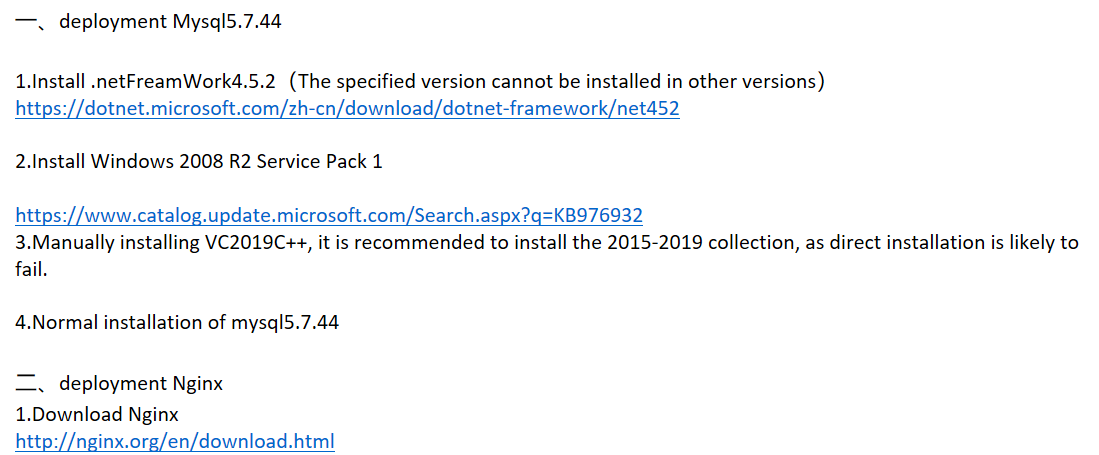 一、deployment Mysql5.7.44
1.Install .netFreamWork4.5.2（The specified version cannot be installed in other versions）
https://dotnet.microsoft.com/zh-cn/download/dotnet-framework/net452
2.Install Windows 2008 R2 Service Pack 1
https://www.catalog.update.microsoft.com/Search.aspx?q=KB976932
3.Manually installing VC2019C++, it is recommended to install the 2015-2019 collection, as direct installation is likely to
fail.
4.Normal installation of mysql5.7.44
二、deployment Nginx
1.Download Nginx
http://nginx.org/en/download.html